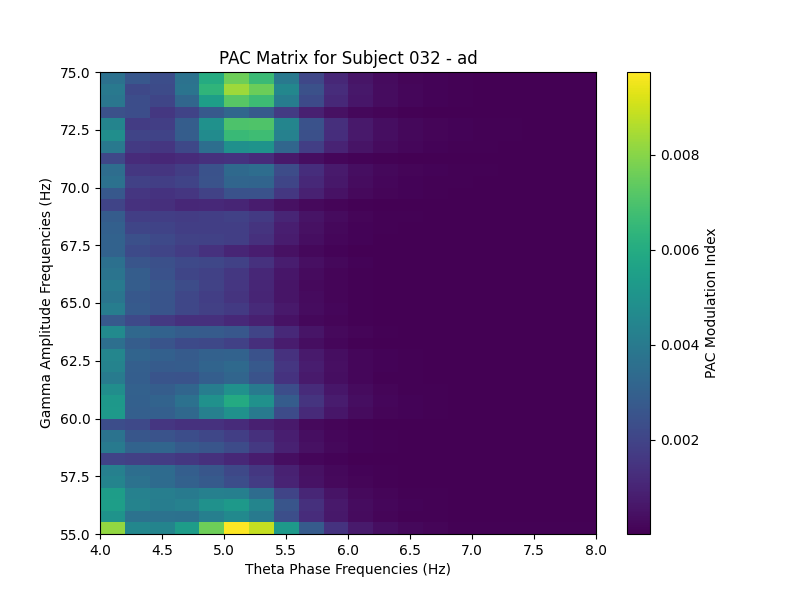 PAC Matrix for Subject 032 - ad
75.0
72.5
70.0
67.5
65.0
62.5
60.0
57.5
55.0
Gamma Amplitude Frequencies (Hz)
4.0 4.5 5.0 5.5 6.0 6.5 7.0 7.5 8.0
Theta Phase Frequencies (Hz)
0.008
0.006
0.004
0.002
PAC Modulation Index